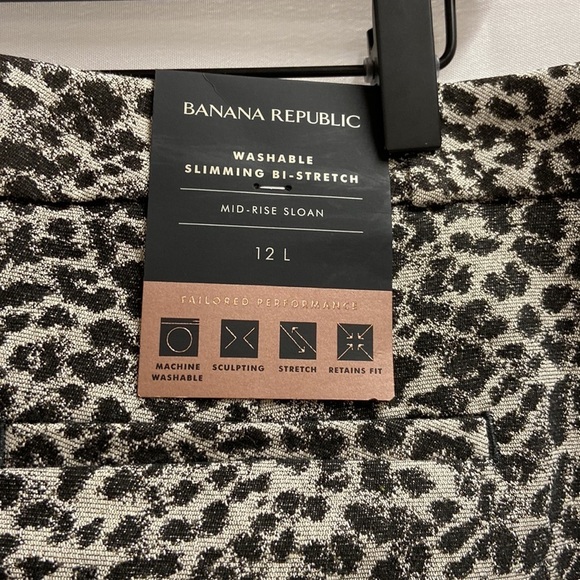 BANANA REPUBLIC
WASHABLE
SLIMMING BI-STRETCH
MID-RISE SLOAN
12 L
TAILORED PERFORMANCE
MACHINE WASHABLE
SCULPTING
STRETCH
RETAINS FIT